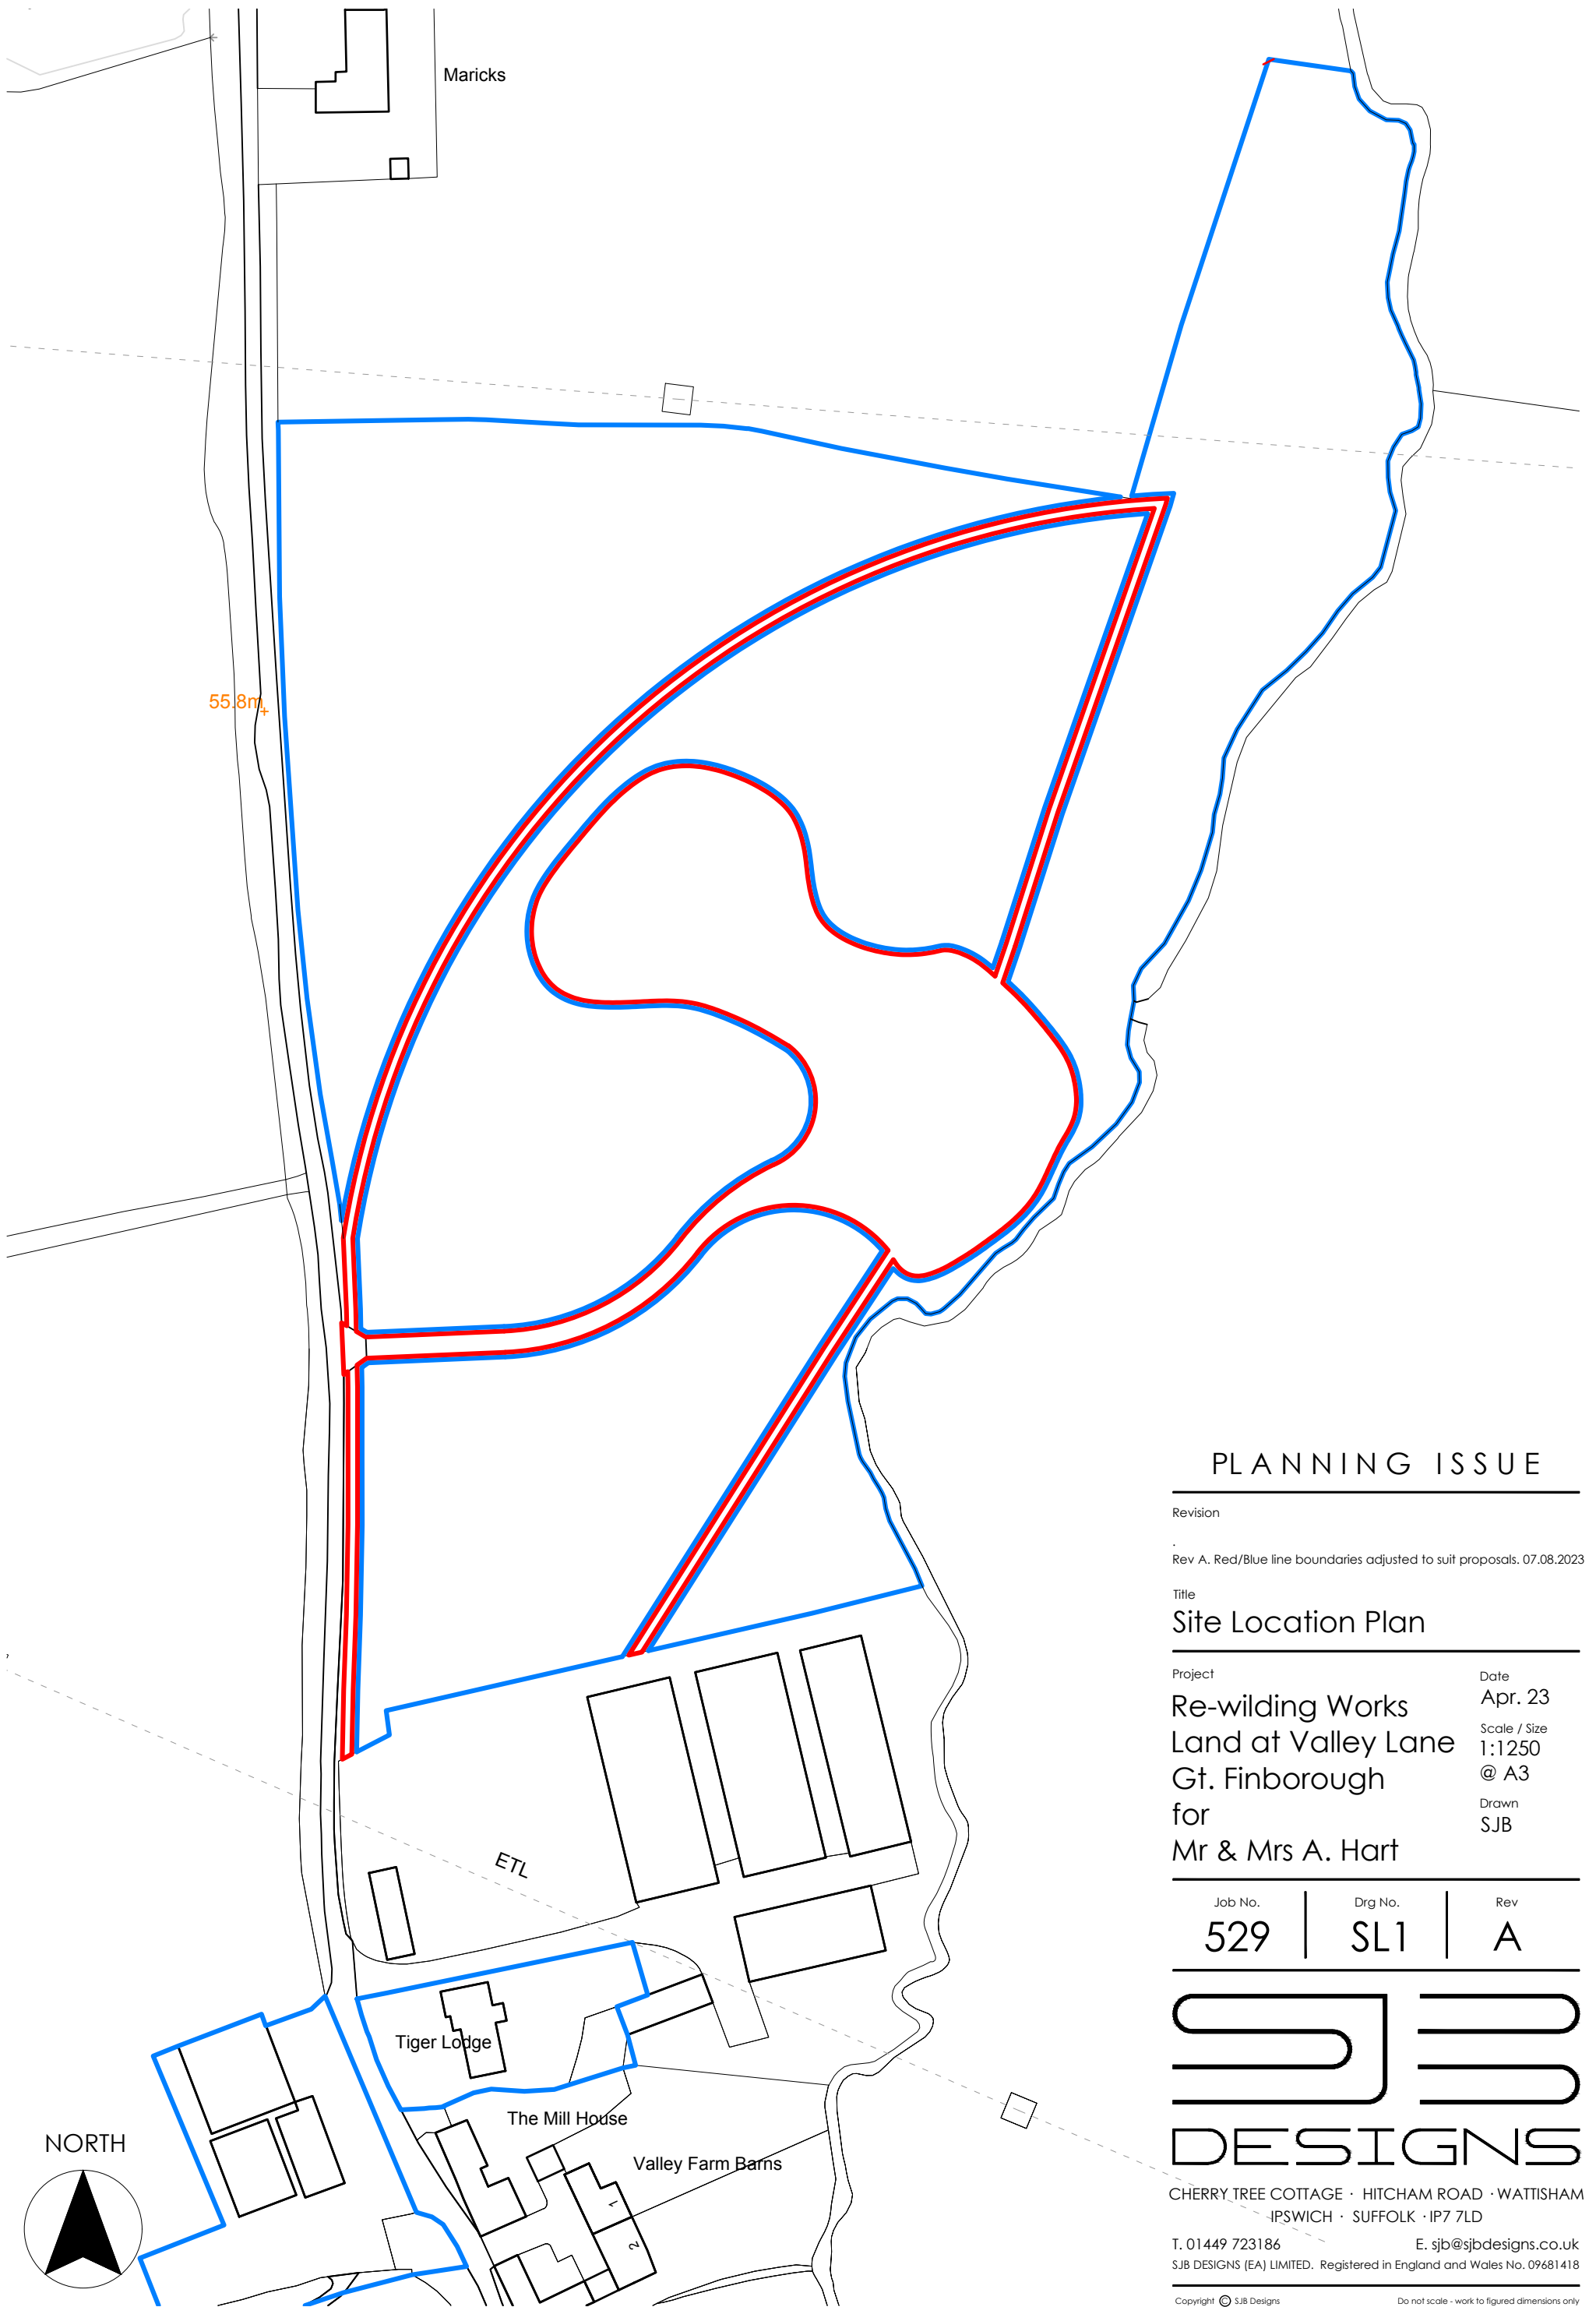 Maricks
55.8m
ETL
Tiger Lodge
The Mill House
Valley Farm Barns
1
2
NORTH
PLANNING ISSUE
Revision
.
Rev A. Red/Blue line boundaries adjusted to suit proposals. 07.08.2023
Title
Site Location Plan
Project
Re-wilding Works
Land at Valley Lane
Gt. Finborough
for
Mr & Mrs A. Hart
Date
Apr. 23
Scale / Size
1:1250
@ A3
Drawn
SJB
Job No.
529
Drg No.
SL1
Rev
A
SJB
DESIGNS
CHERRY TREE COTTAGE · HITCHAM ROAD · WATTISHAM
IPSWICH · SUFFOLK · IP7 7LD
T. 01449 723186 E. sjb@sjbdesigns.co.uk
SJB DESIGNS (EA) LIMITED. Registered in England and Wales No. 09681418
Copyright © SJB Designs Do not scale - work to figured dimensions only